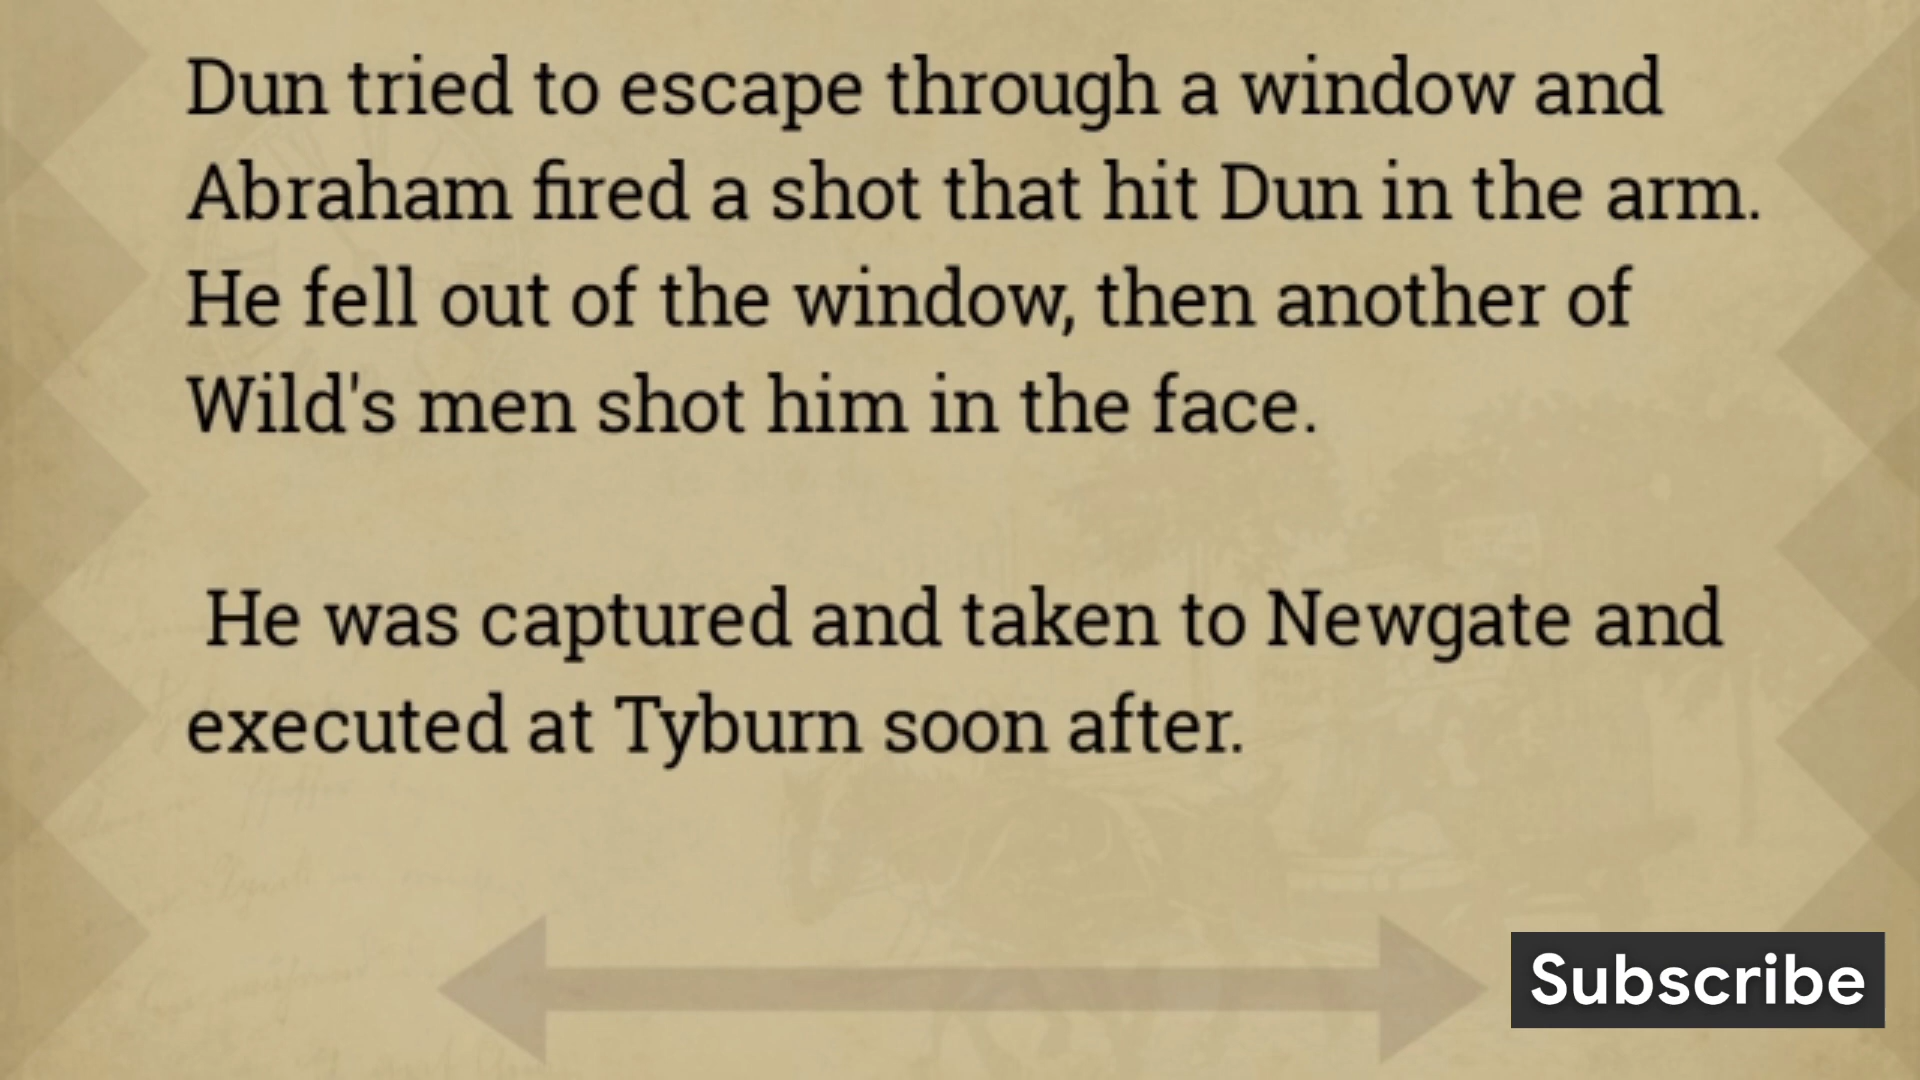 Dun tried to escape through a window and
Abraham fired a shot that hit Dun in the arm.
He fell out of the window, then another of
Wild's men shot him in the face.
He was captured and taken to Newgate and
executed at Tyburn soon after.
Subscribe